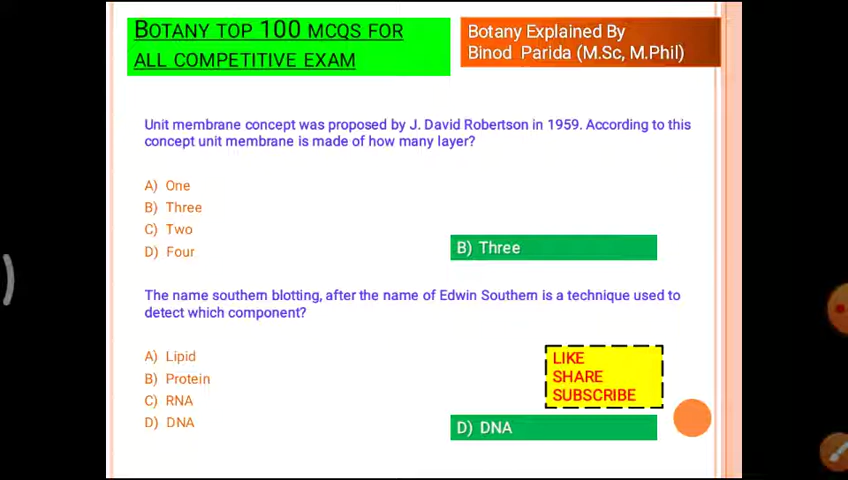 BOTANY TOP 100 MCQS FOR
ALL COMPETITIVE EXAM
Botany Explained By
Binod Parida (M.Sc, M.Phil)
Unit membrane concept was proposed by J. David Robertson in 1959. According to this
concept unit membrane is made of how many layer?
A) One
B) Three
C) Two
D) Four
B) Three
The name southern blotting, after the name of Edwin Southern is a technique used to
detect which component?
A) Lipid
B) Protein
C) RNA
D) DNA
LIKE
SHARE
SUBSCRIBE
D) DNA